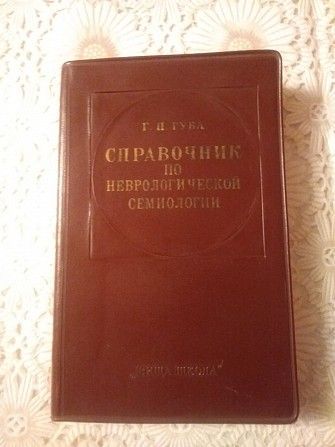 Г. П. ГУБА
СПРАВОЧНИК
ПО
НЕВРОЛОГИЧЕСКОЙ
СЕМИОЛОГИИ
„ВИЩА ШКОЛА“